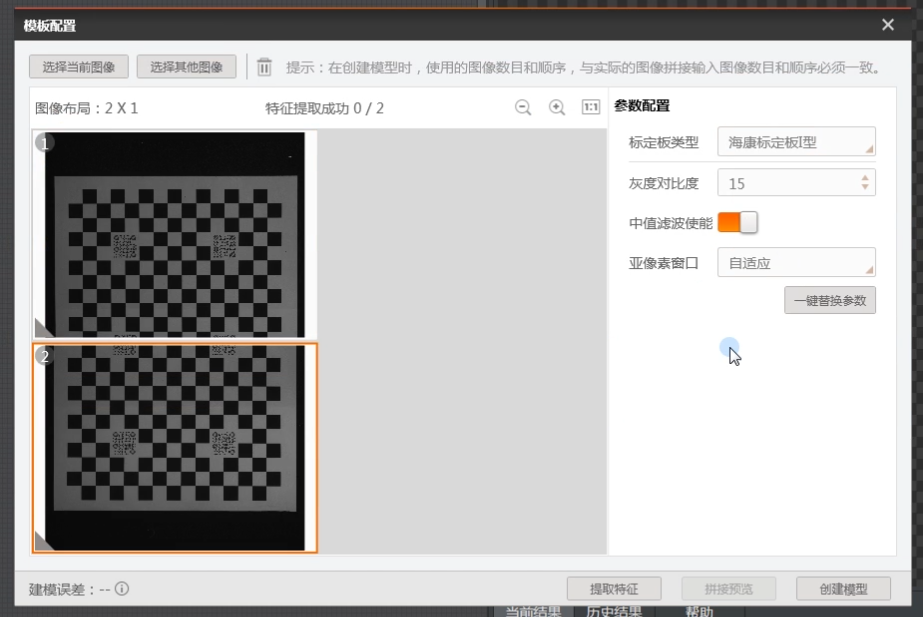 模板配置
选择当前图像
选择其他图像
提示：在创建模型时，使用的图像数目和顺序，与实际的图像拼接输入图像数目和顺序必须一致。
图像布局：2 X 1
特征提取成功 0 / 2
1:1
参数配置
1
标定板类型
海康标定板I型
灰度对比度
15
中值滤波使能
亚像素窗口
自适应
一键替换参数
2
建模误差：--
提取特征
拼接预览
创建模型
当前结果
历史结果
帮助